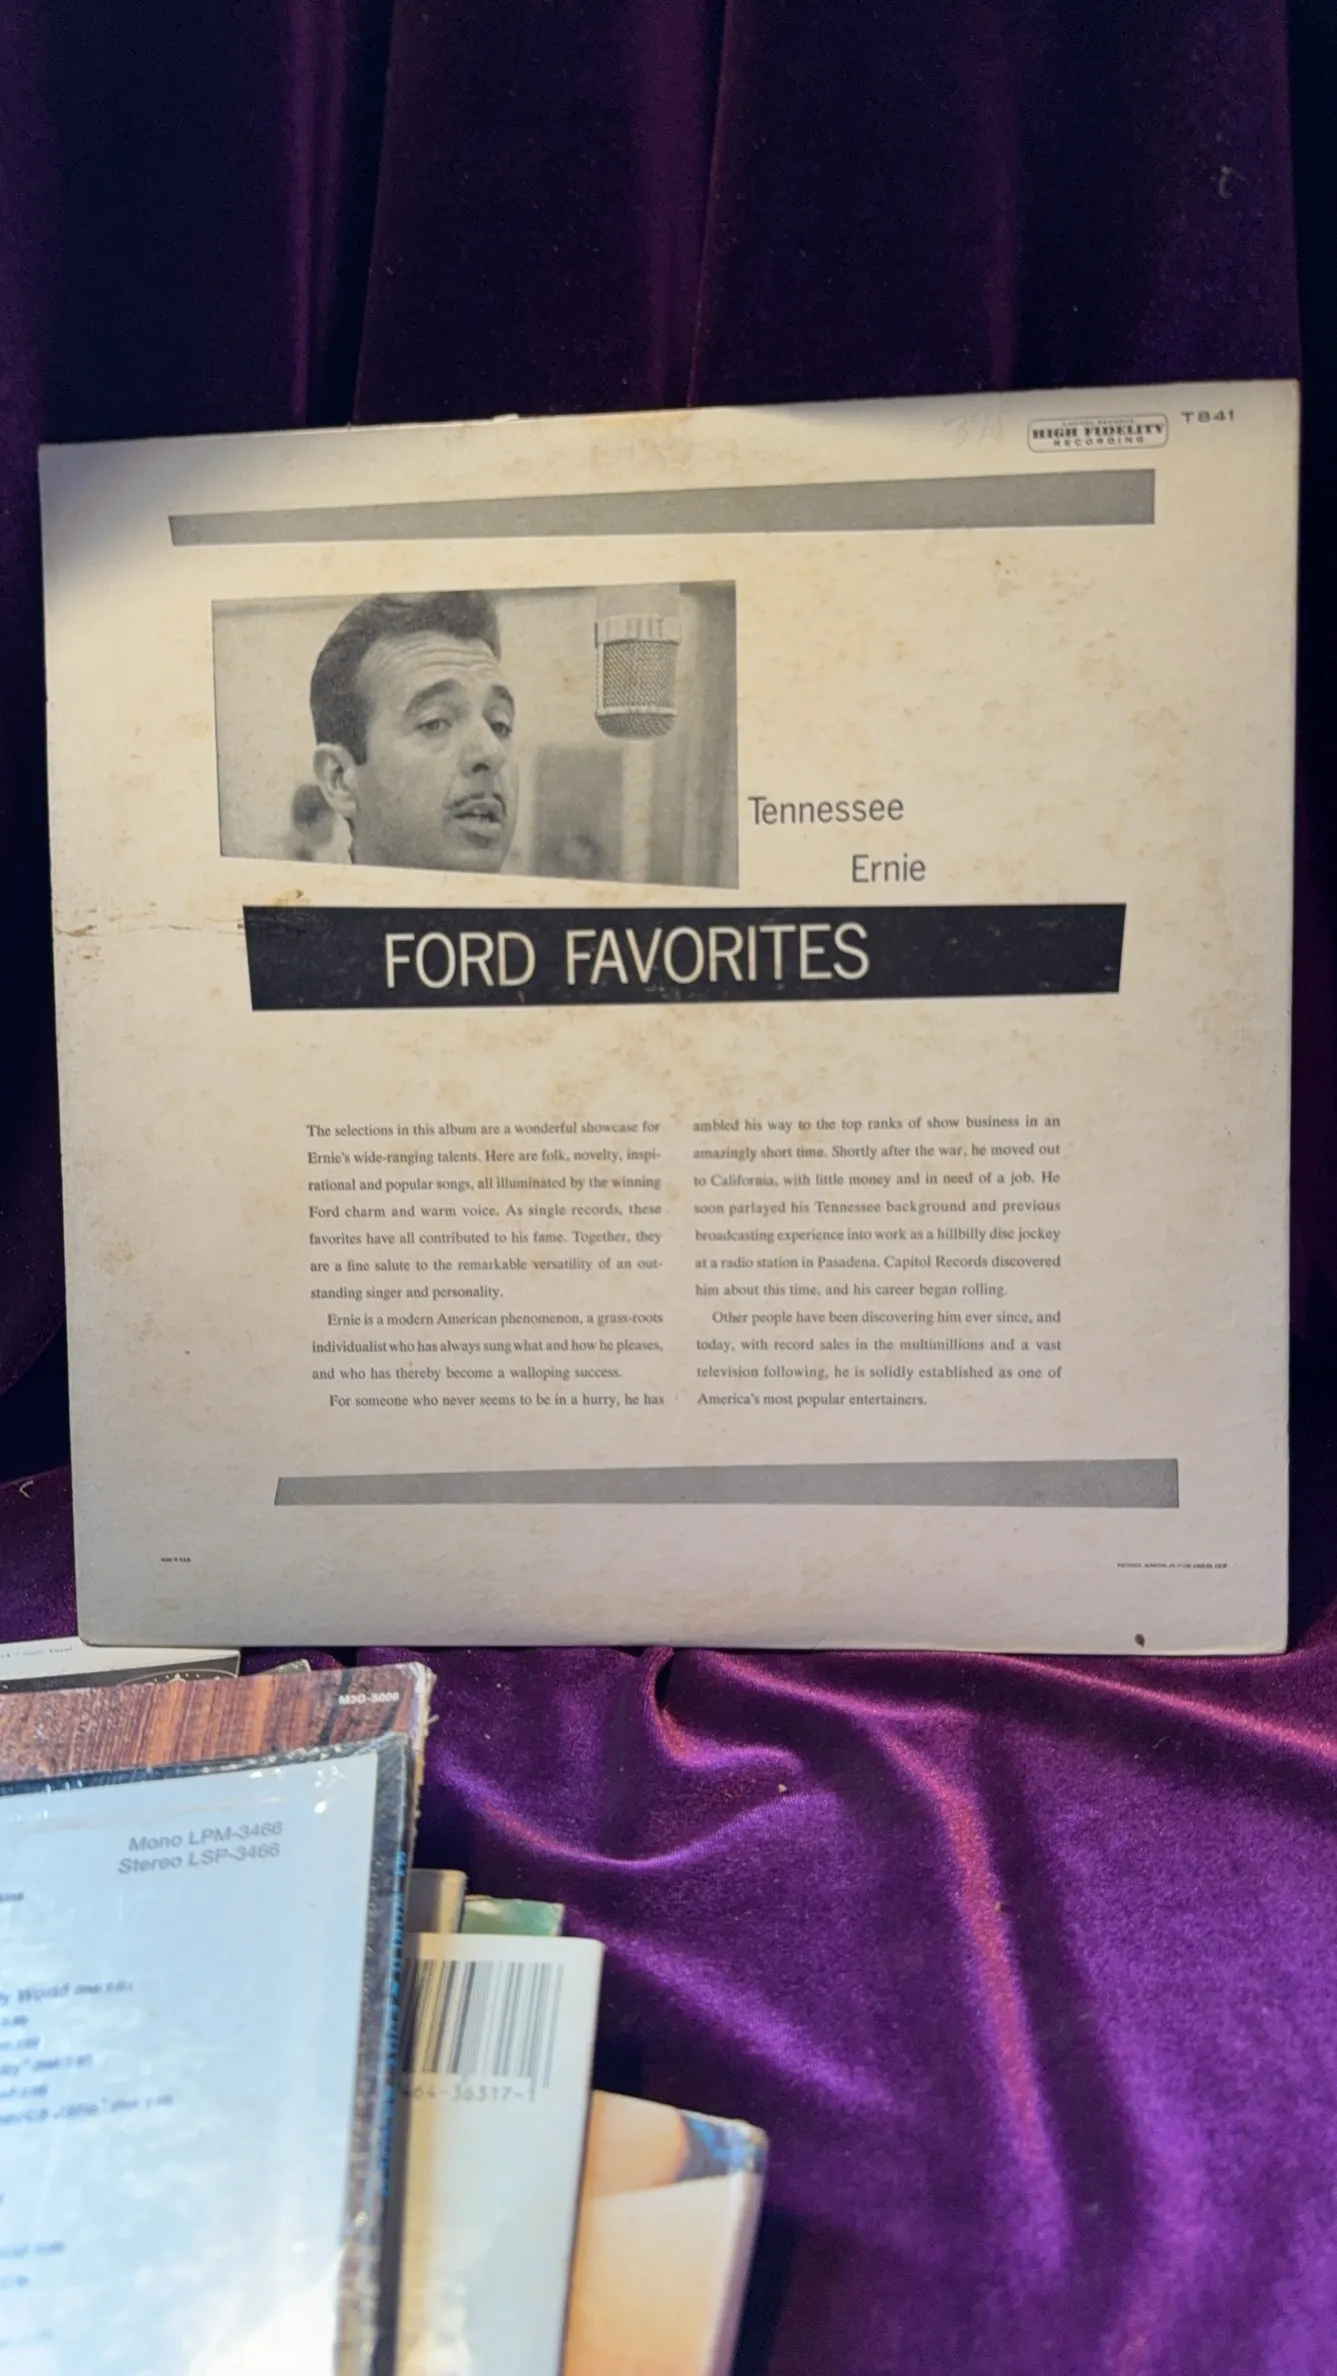 CAPITOL RECORDS
HIGH FIDELITY
RECORDING
T841
Tennessee
Ernie
FORD FAVORITES
The selections in this album are a wonderful showcase for
Ernie's wide-ranging talents. Here are folk, novelty, inspi-
rational and popular songs, all illuminated by the winning
Ford charm and warm voice. As single records, these
favorites have all contributed to his fame. Together, they
are a fine salute to the remarkable versatility of an out-
standing singer and personality.
Ernie is a modern American phenomenon, a grass-roots
individualist who has always sung what and how he pleases,
and who has thereby become a walloping success.
For someone who never seems to be in a hurry, he has
ambled his way to the top ranks of show business in an
amazingly short time. Shortly after the war, he moved out
to California, with little money and in need of a job. He
soon parlayed his Tennessee background and previous
broadcasting experience into work as a hillbilly disc jockey
at a radio station in Pasadena. Capitol Records discovered
him about this time, and his career began rolling.
Other people have been discovering him ever since, and
today, with record sales in the multimillions and a vast
television following, he is solidly established as one of
America's most popular entertainers.
M3G-5009
Mono LPM-3466
Stereo LSP-3466
World
36317-1